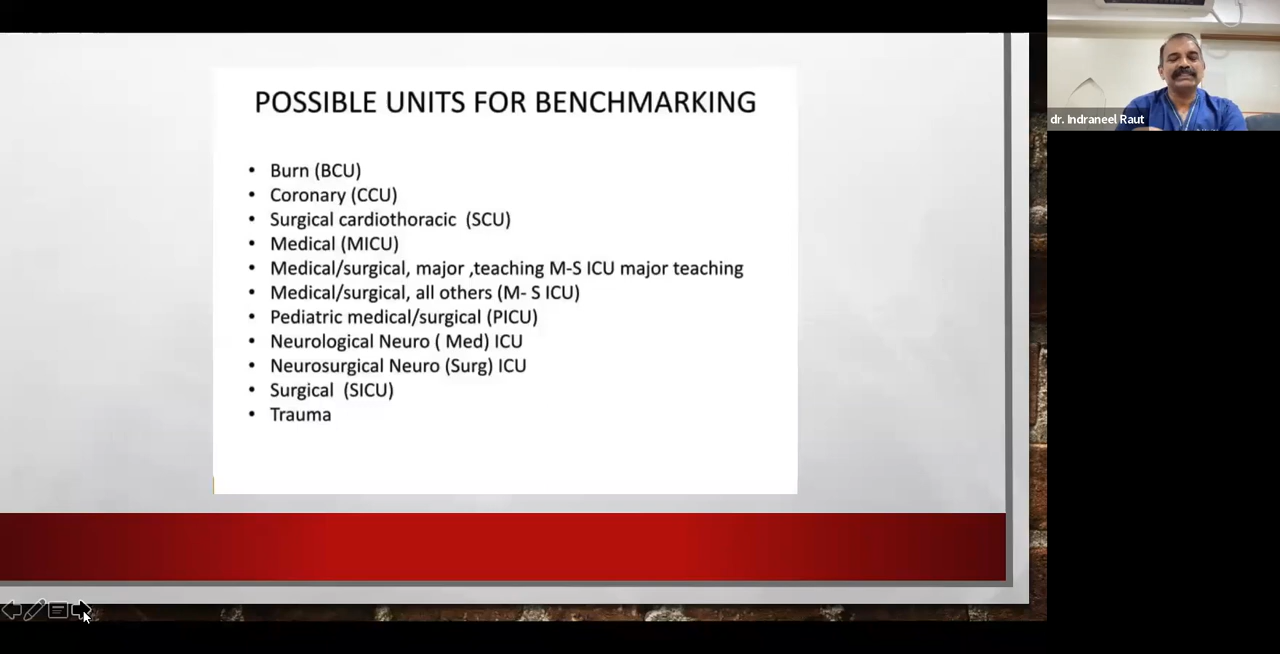 POSSIBLE UNITS FOR BENCHMARKING
• Burn (BCU)
• Coronary (CCU)
• Surgical cardiothoracic (SCU)
• Medical (MICU)
• Medical/surgical, major ,teaching M-S ICU major teaching
• Medical/surgical, all others (M- S ICU)
• Pediatric medical/surgical (PICU)
• Neurological Neuro ( Med) ICU
• Neurosurgical Neuro (Surg) ICU
• Surgical (SICU)
• Trauma
dr. Indraneel Raut